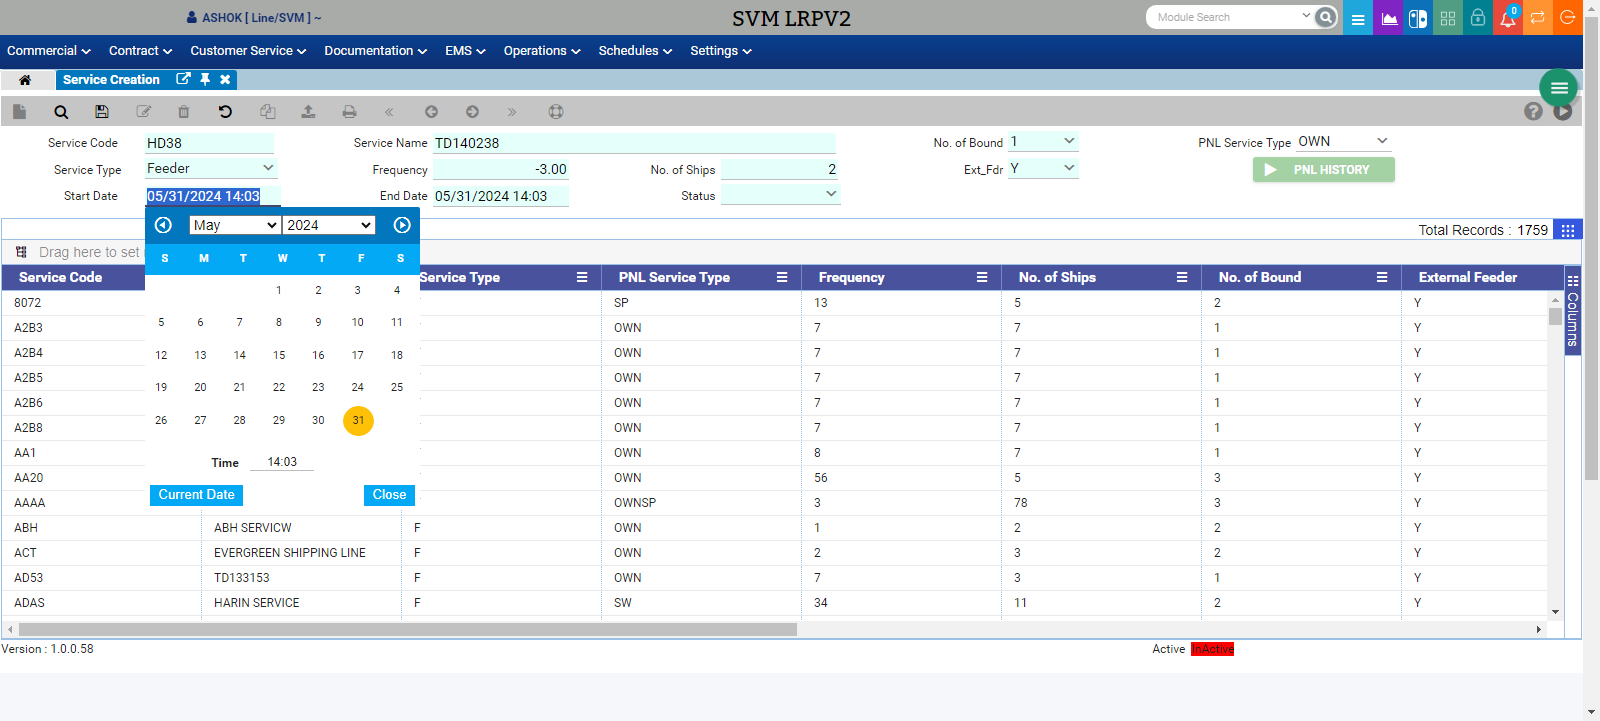 ASHOK [ Line/SVM ] ~ SVM LRPV2 Module Search 0
Commercial Contract Customer Service Documentation EMS Operations Schedules Settings
Service Creation
Service Code HD38 Service Name TD140238 No. of Bound 1 PNL Service Type OWN
Service Type Feeder Frequency -3.00 No. of Ships 2 Ext_Fdr Y PNL HISTORY
Start Date 05/31/2024 14:03 End Date 05/31/2024 14:03 Status
May 2024
Total Records : 1759
Drag here to set
S M T W T F S
Service Code Service Type PNL Service Type Frequency No. of Ships No. of Bound External Feeder
Columns
1 2 3 4
5 6 7 8 9 10 11
12 13 14 15 16 17 18
19 20 21 22 23 24 25
26 27 28 29 30 31
Time 14:03
Current Date Close
8072 SP 13 5 2 Y
A2B3 OWN 7 7 1 Y
A2B4 OWN 7 7 1 Y
A2B5 OWN 7 7 1 Y
A2B6 OWN 7 7 1 Y
A2B8 OWN 7 7 1 Y
AA1 OWN 8 7 1 Y
AA20 OWN 56 5 3 Y
AAAA OWNSP 3 78 3 Y
ABH ABH SERVICW F OWN 1 2 2 Y
ACT EVERGREEN SHIPPING LINE F OWN 2 3 2 Y
AD53 TD133153 F OWN 7 3 1 Y
ADAS HARIN SERVICE F SW 34 11 2 Y
Version : 1.0.0.58 Active InActive